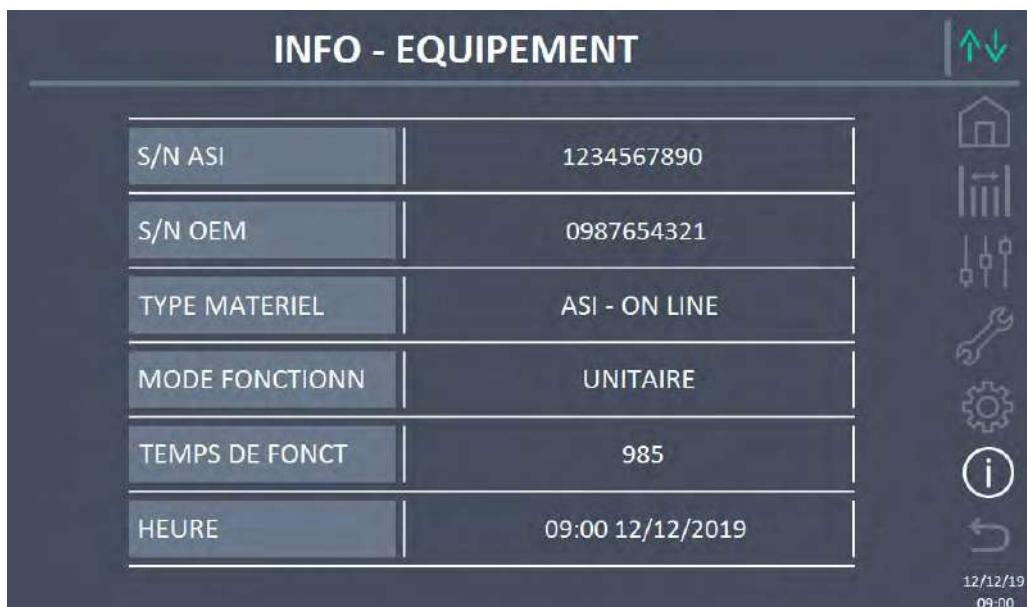 INFO - EQUIPEMENT
S/N ASI 1234567890
S/N OEM 0987654321
TYPE MATERIEL ASI - ON LINE
MODE FONCTIONN UNITAIRE
TEMPS DE FONCT 985
HEURE 09:00 12/12/2019
12/12/19
09:00